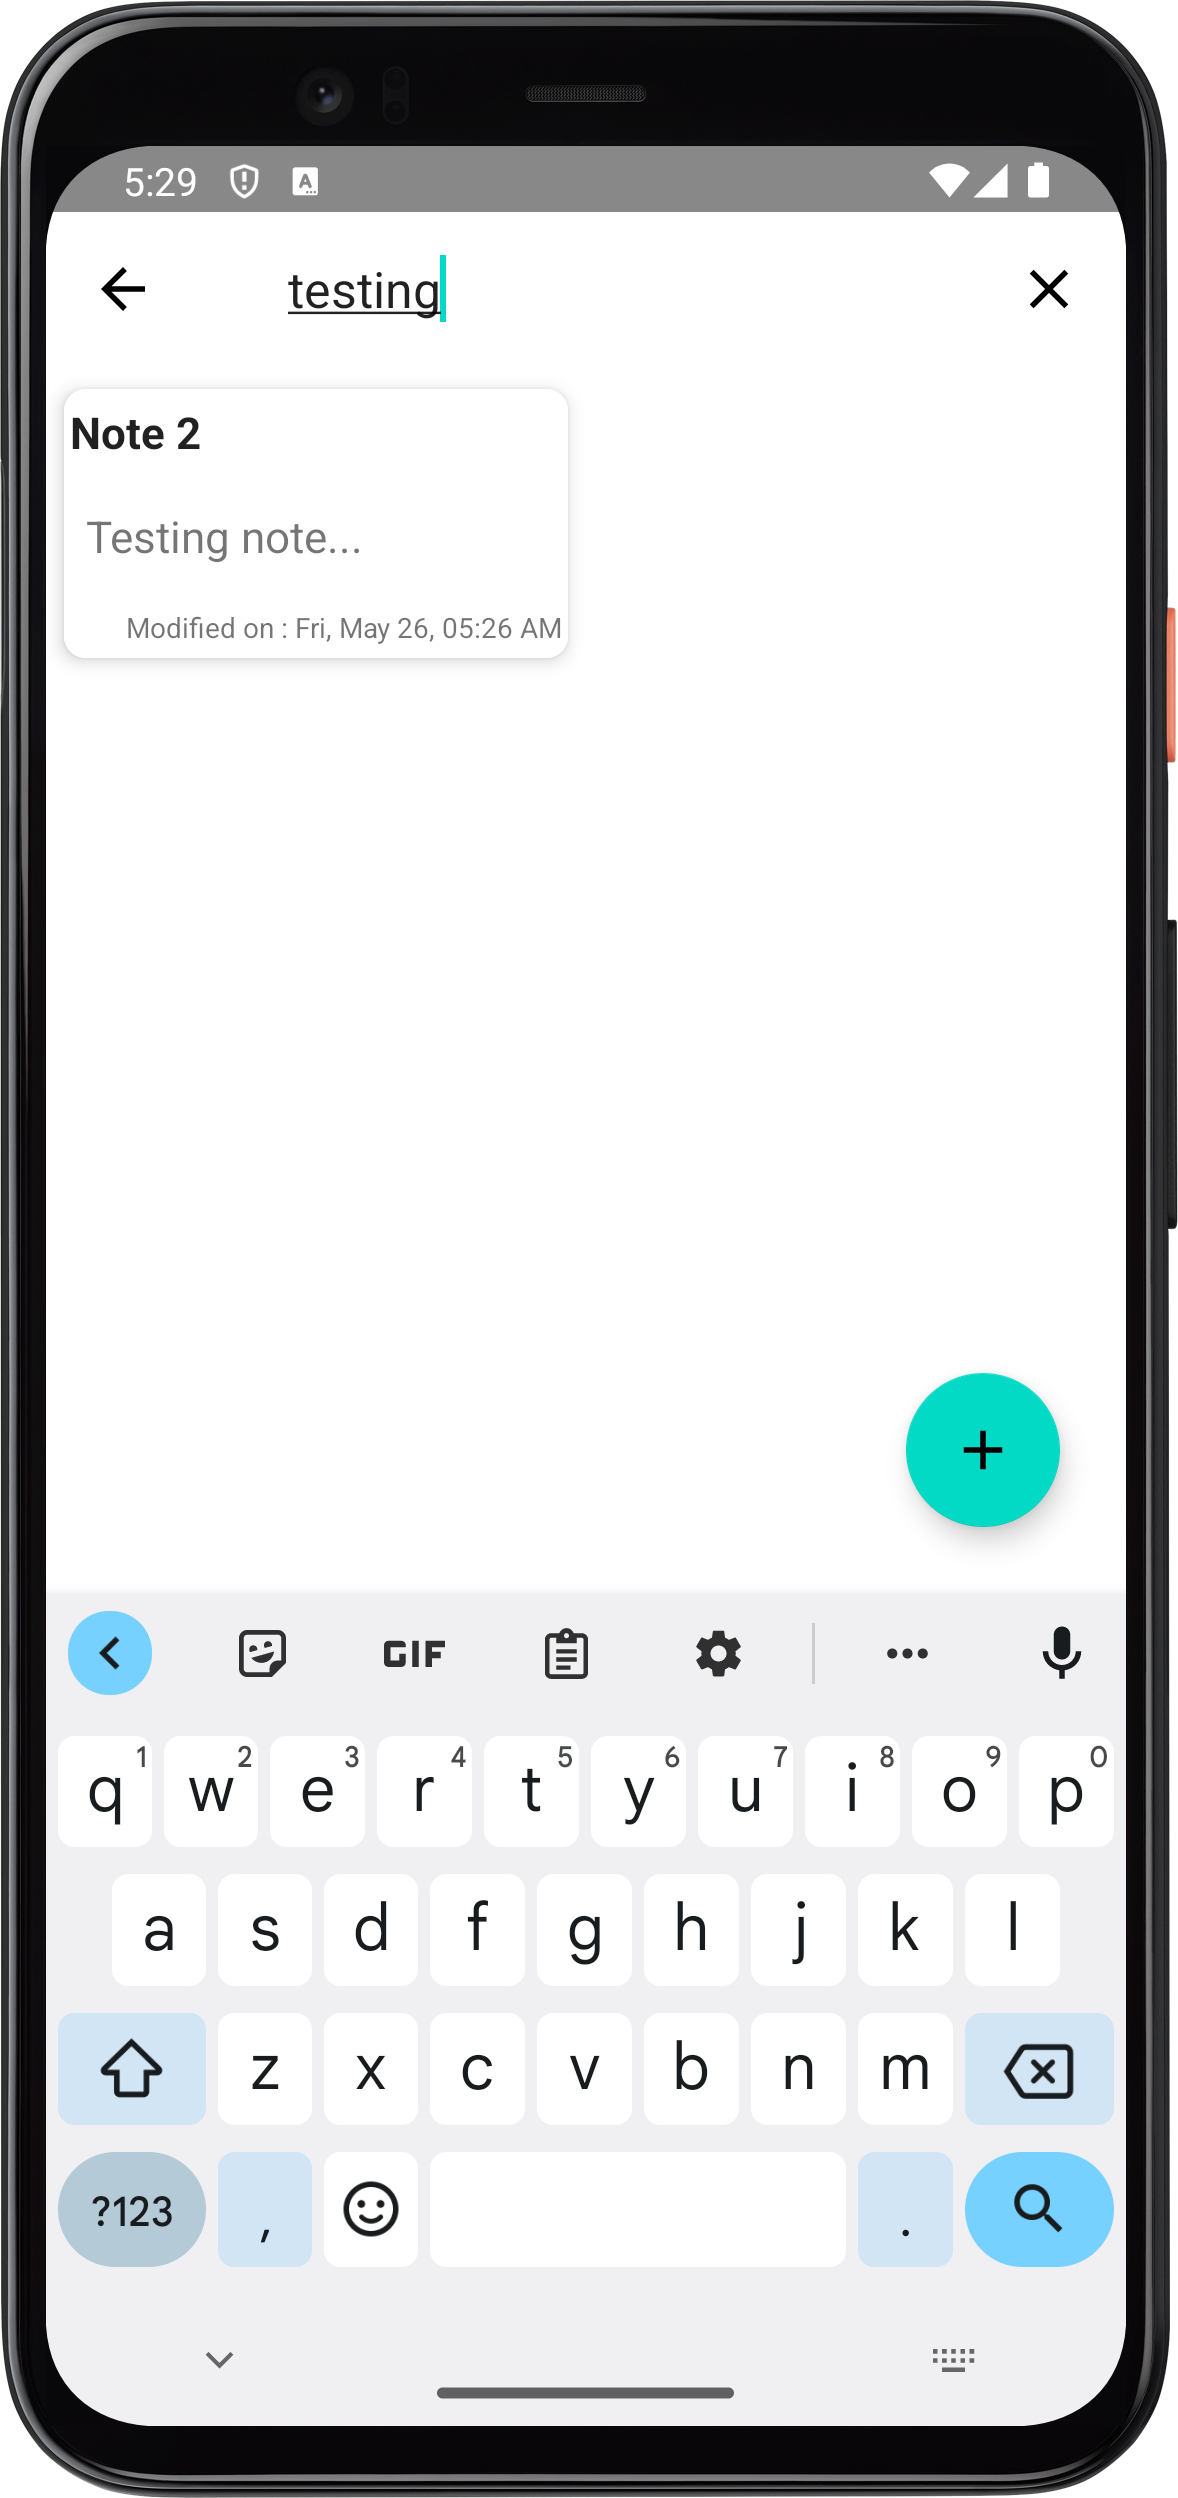 5:29
testing
Note 2
Testing note...
Modified on : Fri, May 26, 05:26 AM
GIF
1 2 3 4 5 6 7 8 9 0
q w e r t y u i o p
a s d f g h j k l
z x c v b n m
?123 , .